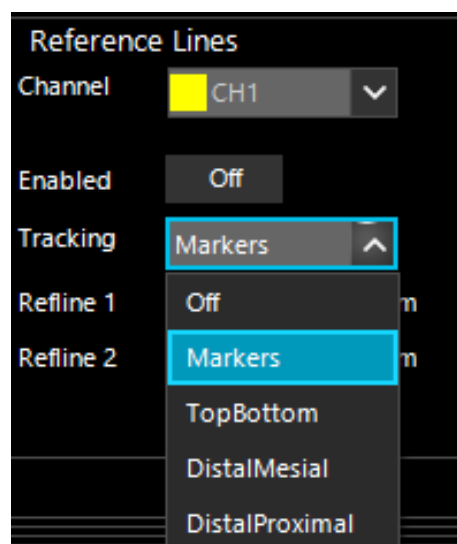 Reference Lines
Channel CH1
Enabled Off
Tracking Markers
Refline 1 Off m
Refline 2 Markers m
TopBottom
DistalMesial
DistalProximal